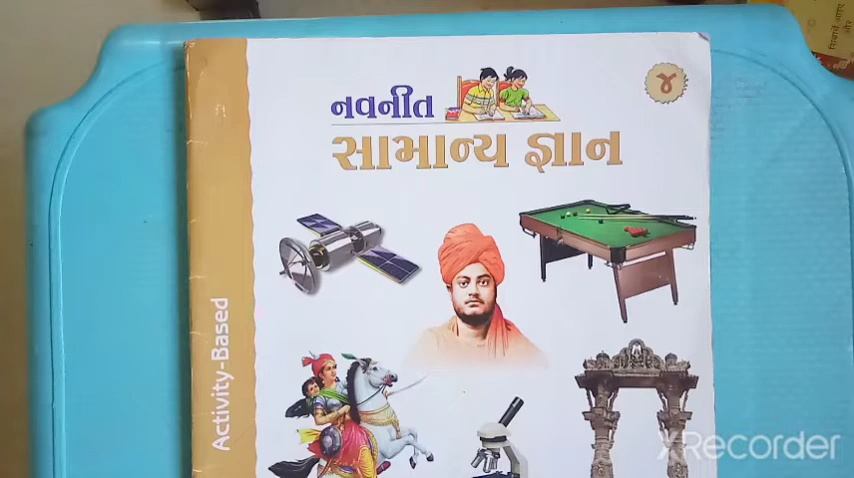 નવનીત
૪
સામાન્ય જ્ઞાન
Activity-Based
XRecorder